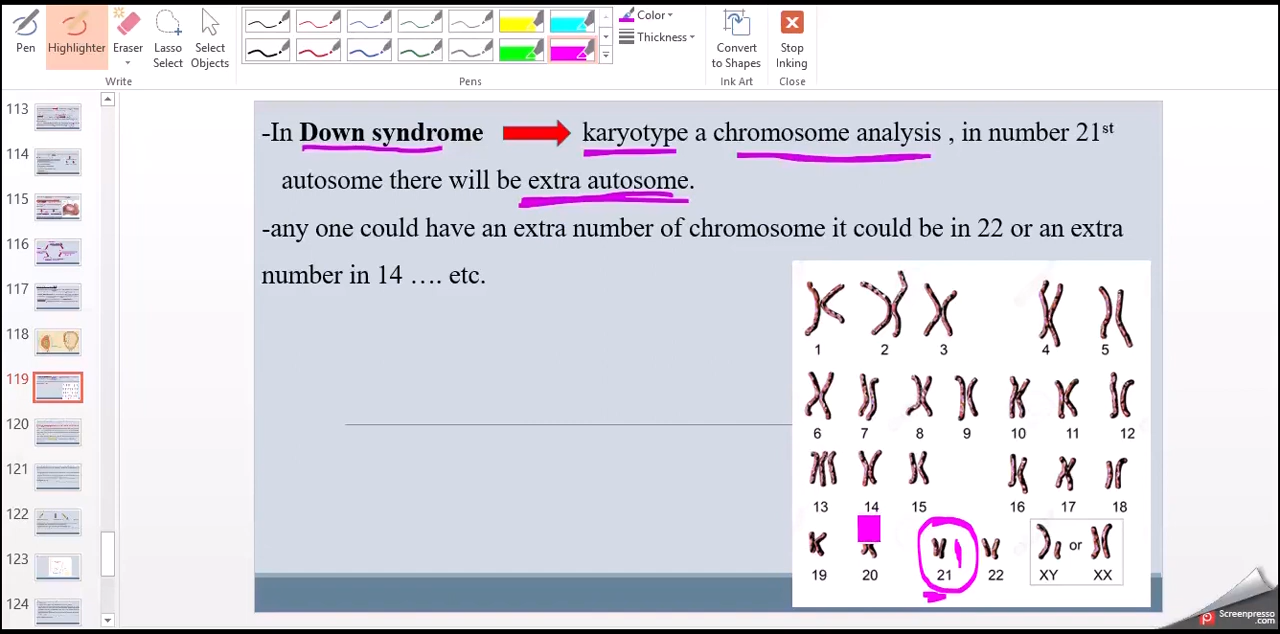 Pen
Highlighter
Eraser
Lasso
Select
Select
Objects
Write
Pens
Color
Thickness
Convert
to Shapes
Ink Art
Stop
Inking
Close
113
114
115
116
117
118
119
120
121
122
123
124
-In Down syndrome karyotype a chromosome analysis , in number 21st
autosome there will be extra autosome.
-any one could have an extra number of chromosome it could be in 22 or an extra
number in 14 …. etc.
1 2 3 4 5
6 7 8 9 10 11 12
13 14 15 16 17 18
or
19 20 21 22 XY XX
Screenpresso
.com